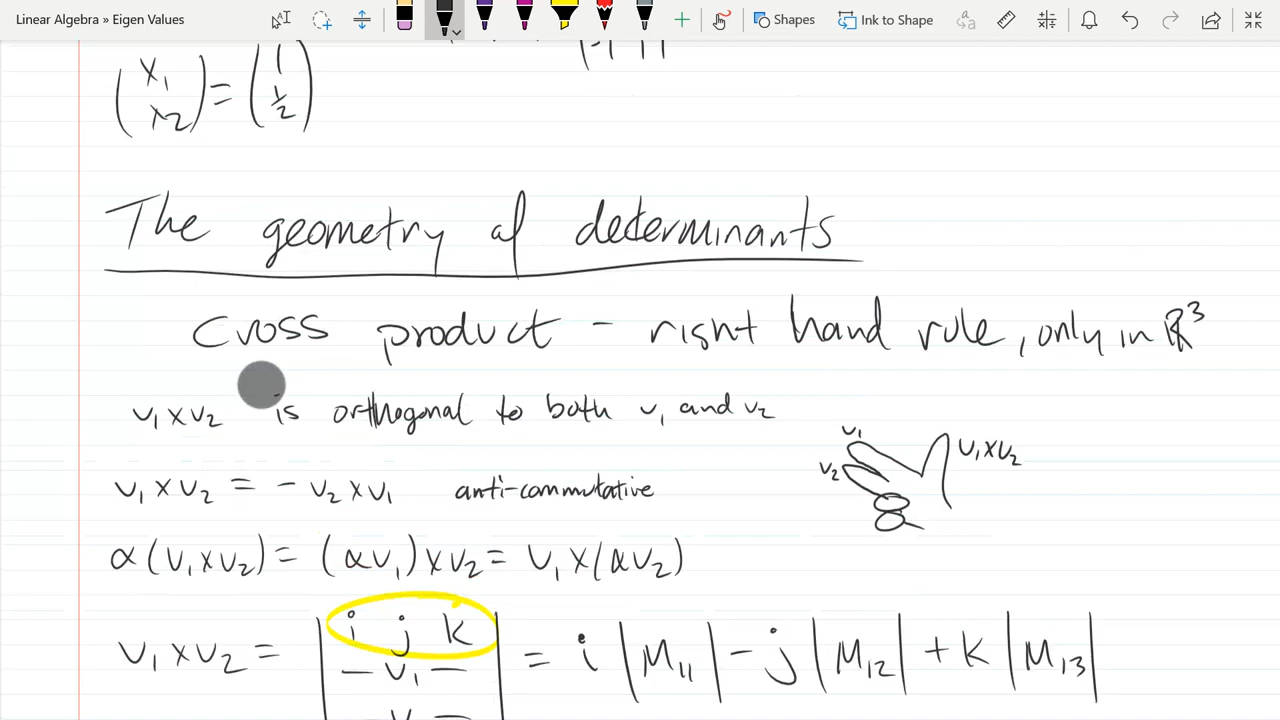 Linear Algebra » Eigen Values
Shapes
Ink to Shape
(x₁ x₂) = (1 1/2)
The geometry of determinants
Cross product - right hand rule, only in ℝ³
v₁ x v₂ is orthogonal to both v₁ and v₂
v₁
v₂
v₁ x v₂
v₁ x v₂ = - v₂ x v₁ anti-commutative
α(v₁ x v₂) = (αv₁) x v₂ = v₁ x (αv₂)
v₁ x v₂ = | i j k
— v₁ — | = i |M₁₁| - j |M₁₂| + k |M₁₃|